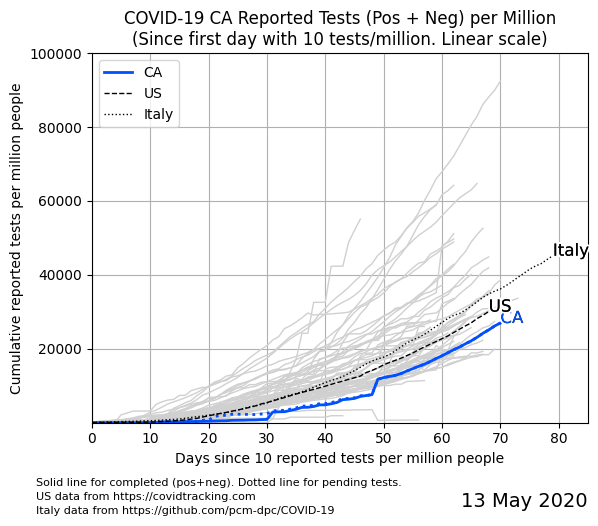 COVID-19 CA Reported Tests (Pos + Neg) per Million
(Since first day with 10 tests/million. Linear scale)
Cumulative reported tests per million people
100000
80000
60000
40000
20000
CA
US
Italy
Italy
US
CA
0 10 20 30 40 50 60 70 80
Days since 10 reported tests per million people
Solid line for completed (pos+neg). Dotted line for pending tests.
US data from https://covidtracking.com
Italy data from https://github.com/pcm-dpc/COVID-19
13 May 2020